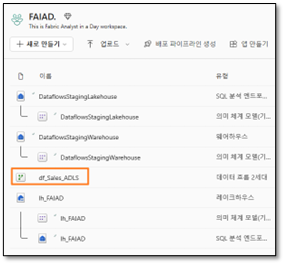 FAIAD.
This is Fabric Analyst in a Day workspace.
+ 새로 만들기 업로드 배포 파이프라인 생성 앱 만들기
이름 유형
DataflowsStagingLakehouse SQL 분석 엔드포...
DataflowsStagingLakehouse 의미 체계 모델(기...
DataflowsStagingWarehouse 웨어하우스
DataflowsStagingWarehouse 의미 체계 모델(기...
df_Sales_ADLS 데이터 흐름 2세대
lh_FAIAD 레이크하우스
lh_FAIAD 의미 체계 모델(기...
lh_FAIAD SQL 분석 엔드포...